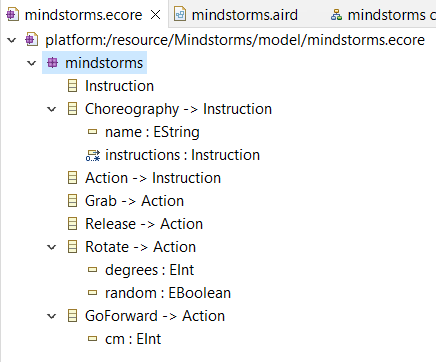 mindstorms.ecore mindstorms.aird mindstorms c
platform:/resource/Mindstorms/model/mindstorms.ecore
mindstorms
Instruction
Choreography -> Instruction
name : EString
0..* instructions : Instruction
Action -> Instruction
Grab -> Action
Release -> Action
Rotate -> Action
degrees : EInt
random : EBoolean
GoForward -> Action
cm : EInt